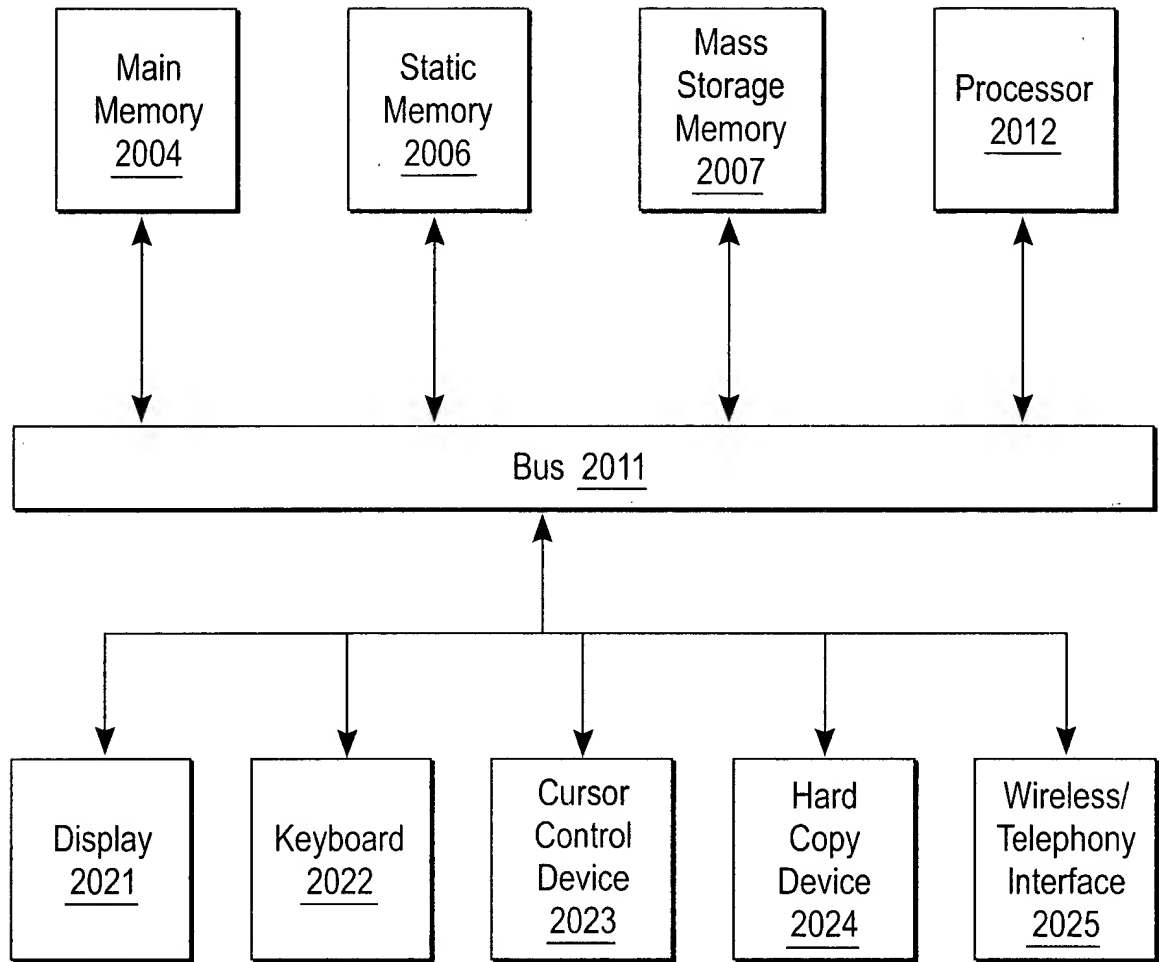 Main
Memory
2004
Static
Memory
2006
Mass
Storage
Memory
2007
Processor
2012
Bus 2011
Display
2021
Keyboard
2022
Cursor
Control
Device
2023
Hard
Copy
Device
2024
Wireless/
Telephony
Interface
2025